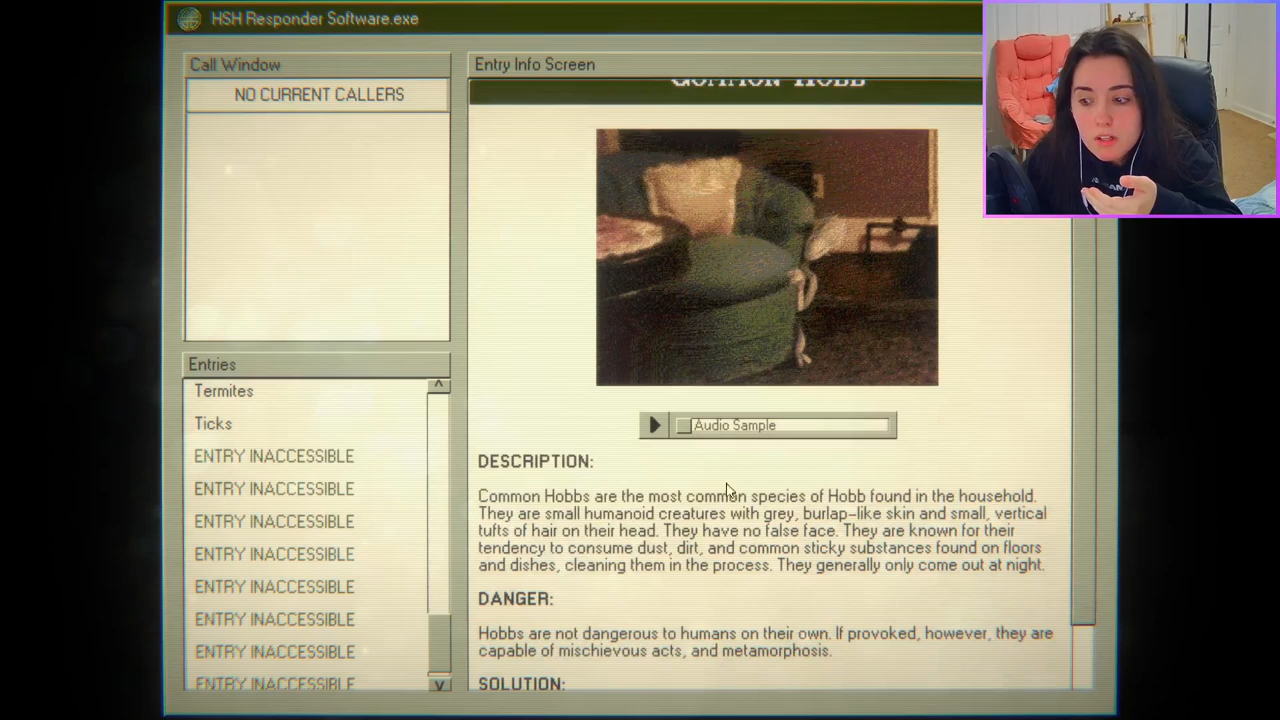 HSH Responder Software.exe
Call Window
NO CURRENT CALLERS
Entries
Termites
Ticks
ENTRY INACCESSIBLE
ENTRY INACCESSIBLE
ENTRY INACCESSIBLE
ENTRY INACCESSIBLE
ENTRY INACCESSIBLE
ENTRY INACCESSIBLE
ENTRY INACCESSIBLE
ENTRY INACCESSIBLE
Entry Info Screen
COMMON HOBB
Audio Sample
DESCRIPTION:
Common Hobbs are the most common species of Hobb found in the household.
They are small humanoid creatures with grey, burlap-like skin and small, vertical
tufts of hair on their head. They have no false face. They are known for their
tendency to consume dust, dirt, and common sticky substances found on floors
and dishes, cleaning them in the process. They generally only come out at night.
DANGER:
Hobbs are not dangerous to humans on their own. If provoked, however, they are
capable of mischievous acts, and metamorphosis.
SOLUTION: